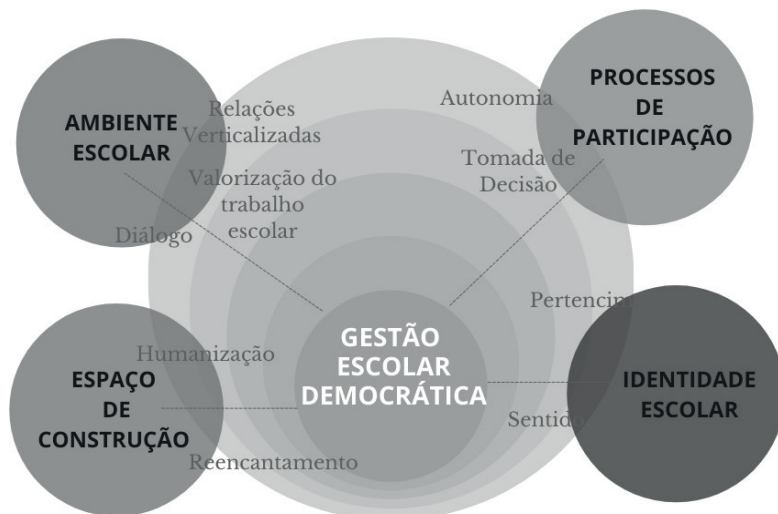 AMBIENTE
ESCOLAR
Relações
Verticalizadas
Valorização do
trabalho
escolar
Diálogo
PROCESSOS
DE
PARTICIPAÇÃO
Autonomia
Tomada de
Decisão
GESTÃO
ESCOLAR
DEMOCRÁTICA
ESPAÇO
DE
CONSTRUÇÃO
Humanização
Reencantamento
IDENTIDADE
ESCOLAR
Sentido